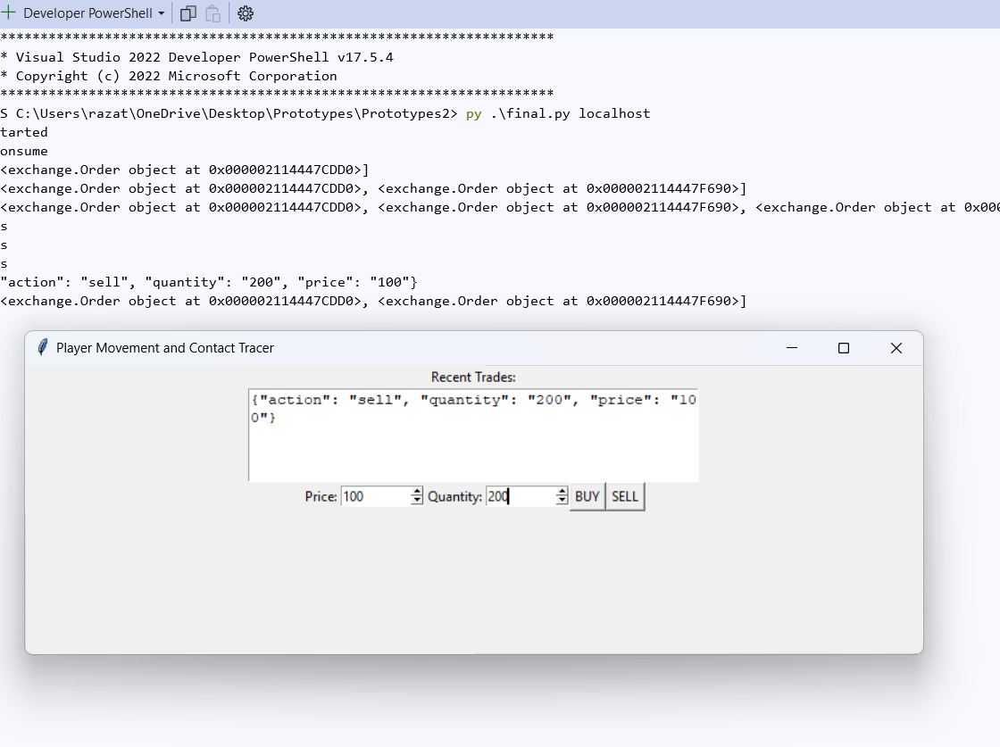 Developer PowerShell
**********************************************************************
* Visual Studio 2022 Developer PowerShell v17.5.4
* Copyright (c) 2022 Microsoft Corporation
**********************************************************************
S C:\Users\razat\OneDrive\Desktop\Prototypes\Prototypes2> py .\final.py localhost
tarted
onsume
<exchange.Order object at 0x000002114447CDD0>]
<exchange.Order object at 0x000002114447CDD0>, <exchange.Order object at 0x000002114447F690>]
<exchange.Order object at 0x000002114447CDD0>, <exchange.Order object at 0x000002114447F690>, <exchange.Order object at 0x000
s
s
s
"action": "sell", "quantity": "200", "price": "100"}
<exchange.Order object at 0x000002114447CDD0>, <exchange.Order object at 0x000002114447F690>]
Player Movement and Contact Tracer
Recent Trades:
{"action": "sell", "quantity": "200", "price": "10
0"}
Price: 100 Quantity: 200 BUY SELL